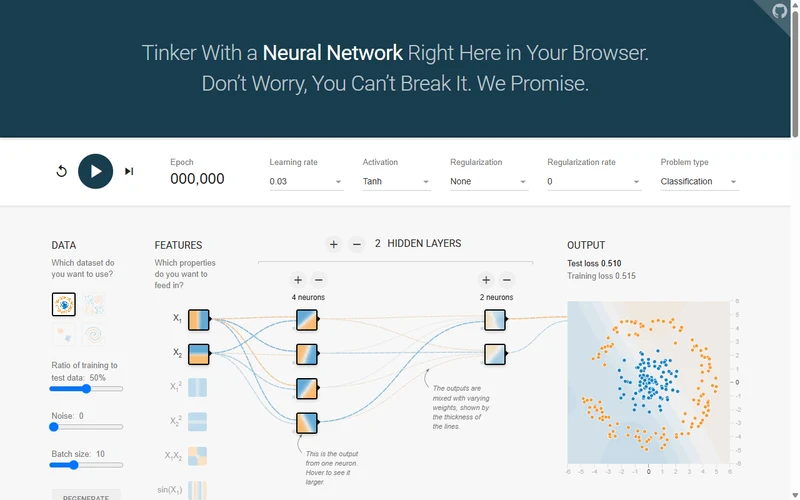 Tinker With a Neural Network Right Here in Your Browser.
Don't Worry, You Can't Break It. We Promise.
Epoch
000,000
Learning rate
0.03
Activation
Tanh
Regularization
None
Regularization rate
0
Problem type
Classification
DATA
Which dataset do
you want to use?
Ratio of training to
test data: 50%
Noise: 0
Batch size: 10
REGENERATE
FEATURES
Which properties
do you want to
feed in?
X₁
X₂
X₁²
X₂²
X₁X₂
sin(X₁)
+ − 2 HIDDEN LAYERS
+ −
4 neurons
+ −
2 neurons
The outputs are
mixed with varying
weights, shown by
the thickness of
the lines.
This is the output
from one neuron.
Hover to see it
larger.
OUTPUT
Test loss 0.510
Training loss 0.515
6
5
4
3
2
1
0
-1
-2
-3
-4
-5
-6
-6 -5 -4 -3 -2 -1 0 1 2 3 4 5 6